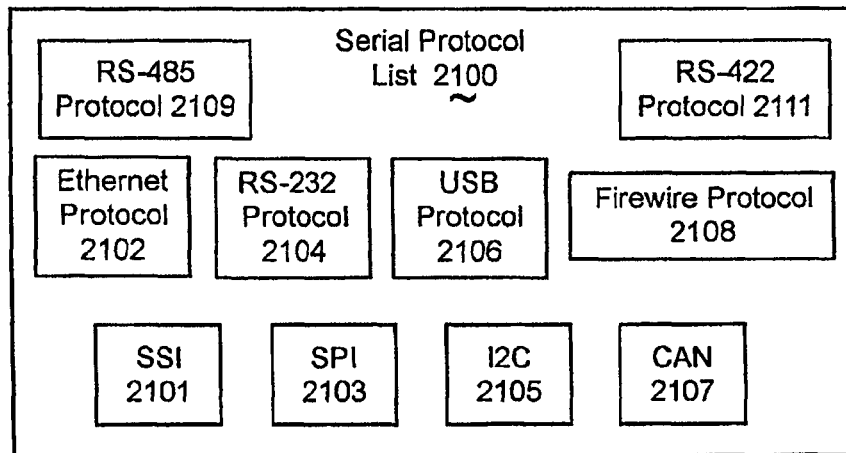 Serial Protocol
List 2100
RS-485
Protocol 2109
RS-422
Protocol 2111
Ethernet
Protocol
2102
RS-232
Protocol
2104
USB
Protocol
2106
Firewire Protocol
2108
SSI
2101
SPI
2103
I2C
2105
CAN
2107